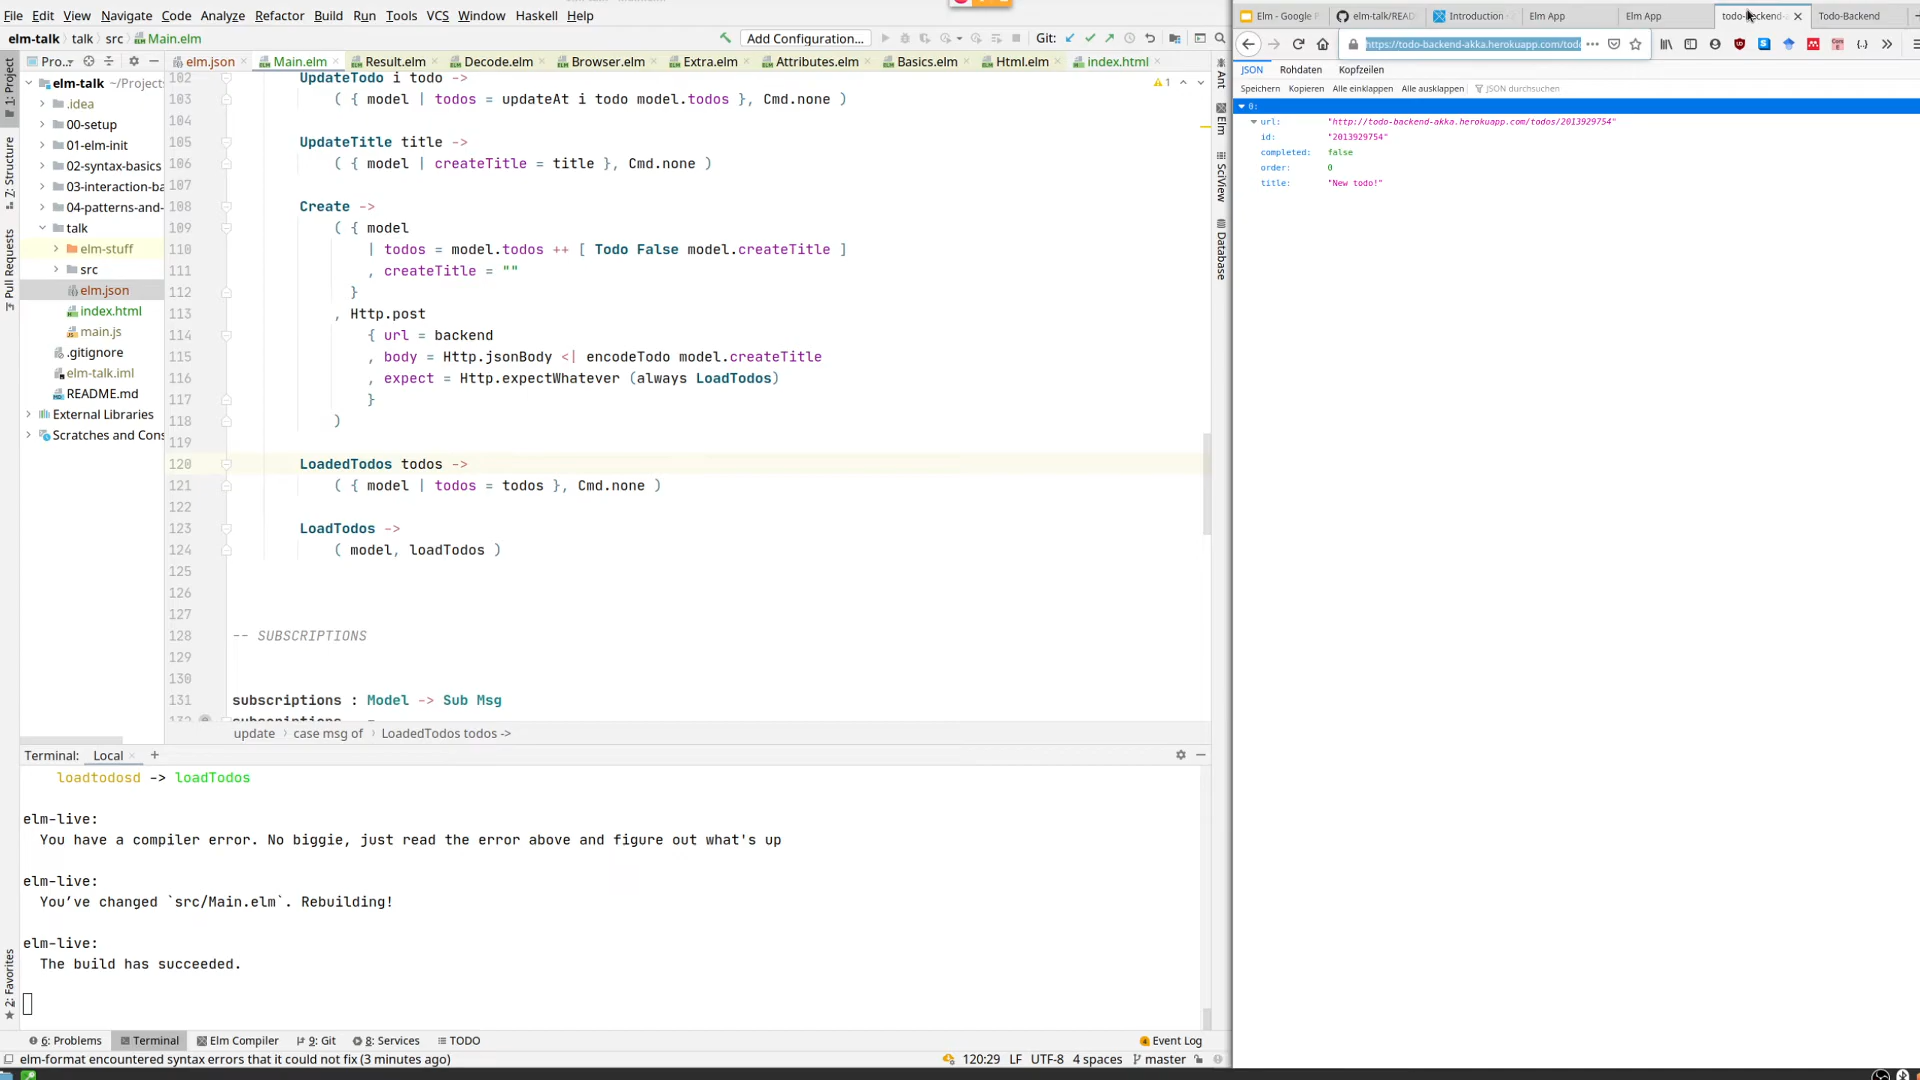 File Edit View Navigate Code Analyze Refactor Build Run Tools VCS Window Haskell Help
elm-talk talk src Main.elm
Add Configuration...
Git:
Pro...
elm.json Main.elm Result.elm Decode.elm Browser.elm Extra.elm Attributes.elm Basics.elm Html.elm index.html
1: Project
7: Structure
Pull Requests
2: Favorites
elm-talk ~/Project
.idea
00-setup
01-elm-init
02-syntax-basics
03-interaction-ba
04-patterns-and-
talk
elm-stuff
src
elm.json
index.html
main.js
.gitignore
elm-talk.iml
README.md
External Libraries
Scratches and Cons
102 UpdateTodo i todo ->
103 ( { model | todos = updateAt i todo model.todos }, Cmd.none )
104
105 UpdateTitle title ->
106 ( { model | createTitle = title }, Cmd.none )
107
108 Create ->
109 ( { model
110 | todos = model.todos ++ [ Todo False model.createTitle ]
111 , createTitle = ""
112 }
113 , Http.post
114 { url = backend
115 , body = Http.jsonBody <| encodeTodo model.createTitle
116 , expect = Http.expectWhatever (always LoadTodos)
117 }
118 )
119
120 LoadedTodos todos ->
121 ( { model | todos = todos }, Cmd.none )
122
123 LoadTodos ->
124 ( model, loadTodos )
125
126
127
128 -- SUBSCRIPTIONS
129
130
131 subscriptions : Model -> Sub Msg
132 subscriptions =
1
Ant
Elm
SciView
Database
update case msg of LoadedTodos todos ->
Terminal: Local +
loadtodosd -> loadTodos
elm-live:
You have a compiler error. No biggie, just read the error above and figure out what's up
elm-live:
You’ve changed `src/Main.elm`. Rebuilding!
elm-live:
The build has succeeded.
6: Problems Terminal Elm Compiler 9: Git 8: Services TODO
Event Log
elm-format encountered syntax errors that it could not fix (3 minutes ago)
120:29 LF UTF-8 4 spaces master
Elm - Google elm-talk/READ Introduction Elm App Elm App todo-backend- Todo-Backend
https://todo-backend-akka.herokuapp.com/todo
JSON Rohdaten Kopfzeilen
Speichern Kopieren Alle einklappen Alle ausklappen JSON durchsuchen
0:
url: "http://todo-backend-akka.herokuapp.com/todos/2013929754"
id: "2013929754"
completed: false
order: 0
title: "New todo!"